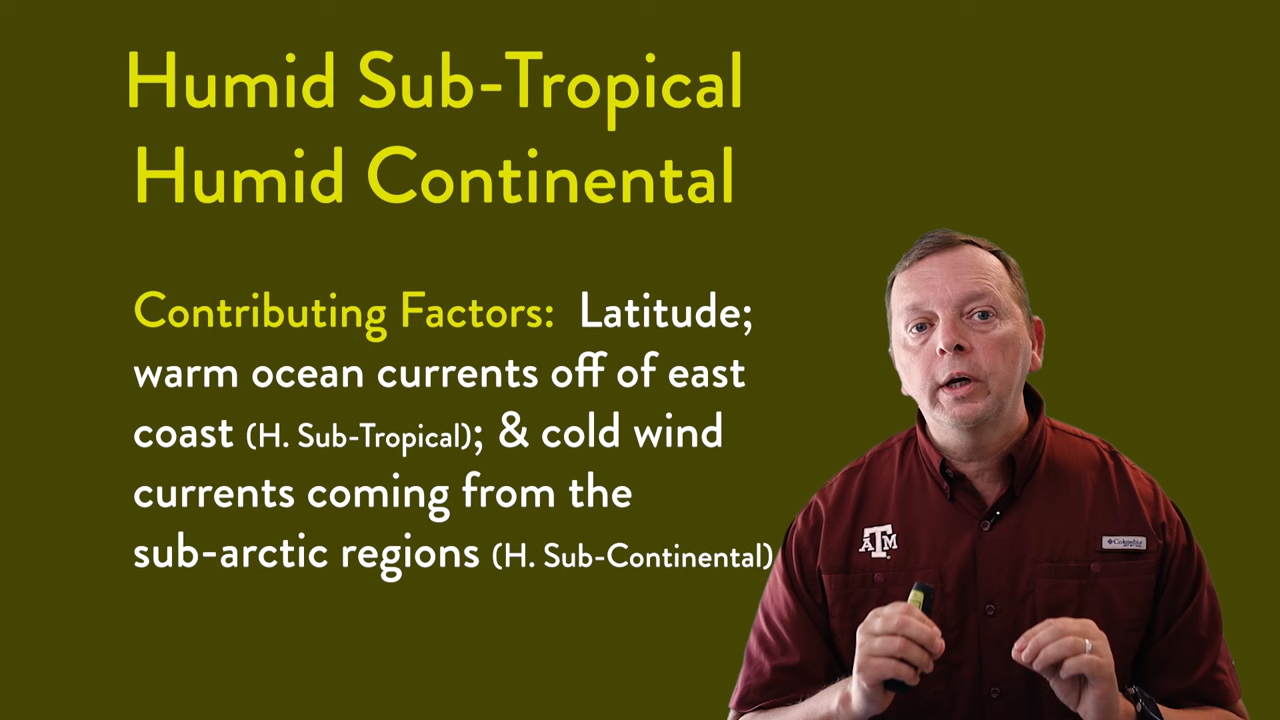 Humid Sub-Tropical
Humid Continental
Contributing Factors: Latitude;
warm ocean currents off of east
coast (H. Sub-Tropical); & cold wind
currents coming from the
sub-arctic regions (H. Sub-Continental)
ATM
Columbia